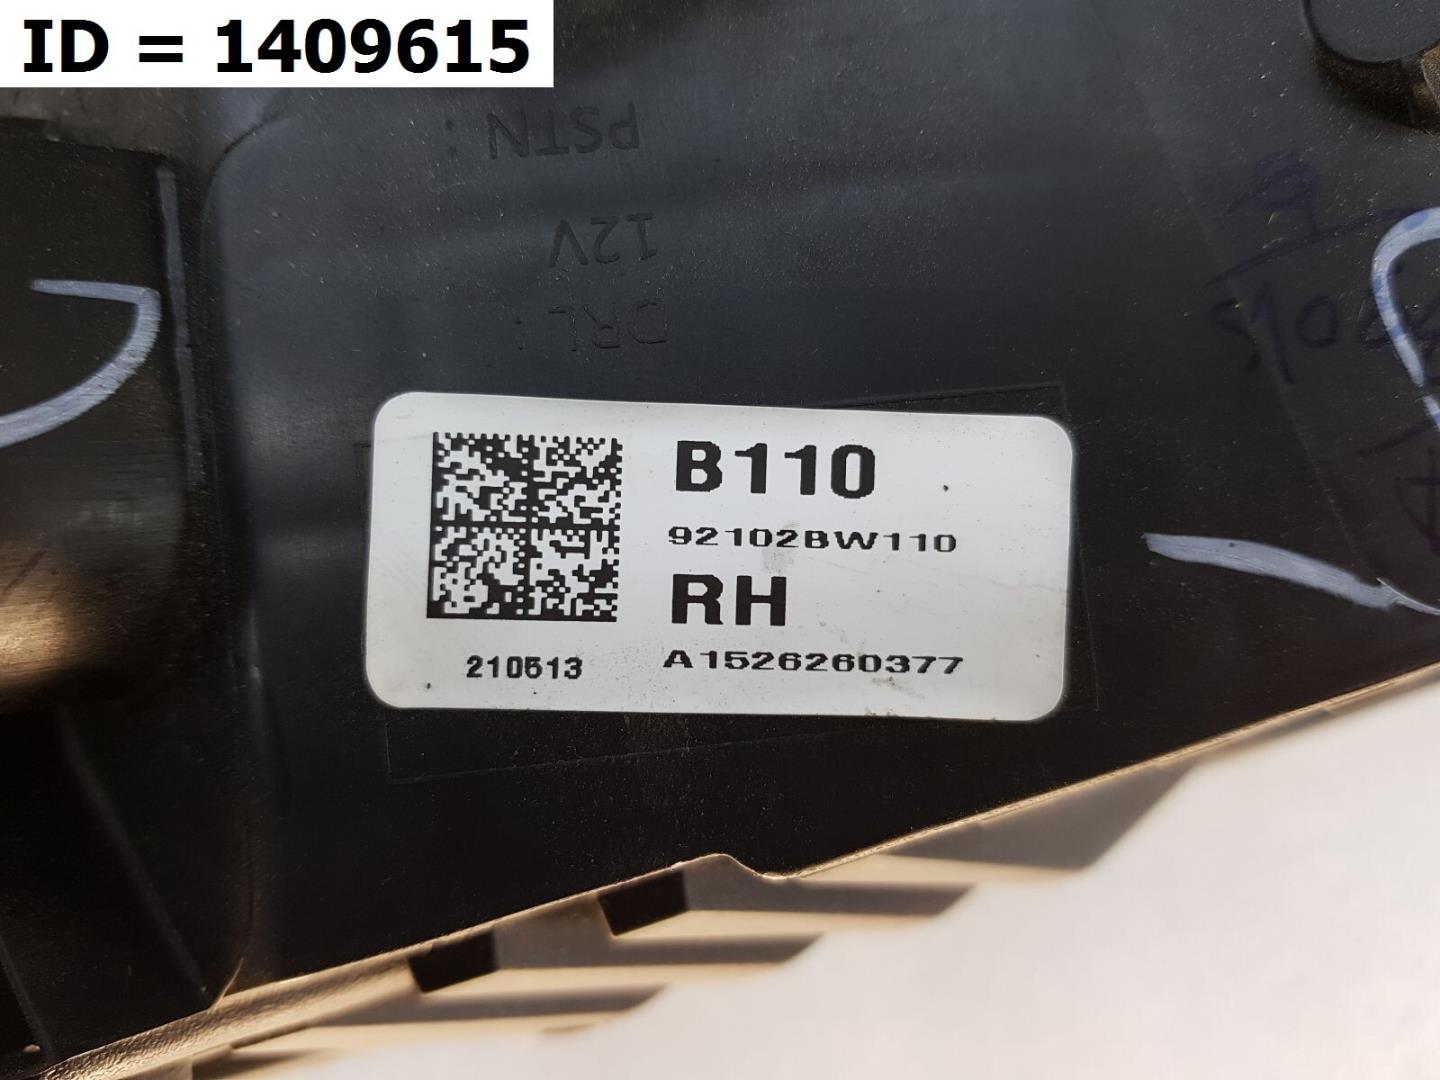 ID = 1409615
PSTN :
12V
DRL :
B110
92102BW110
RH
210513
A1526260377